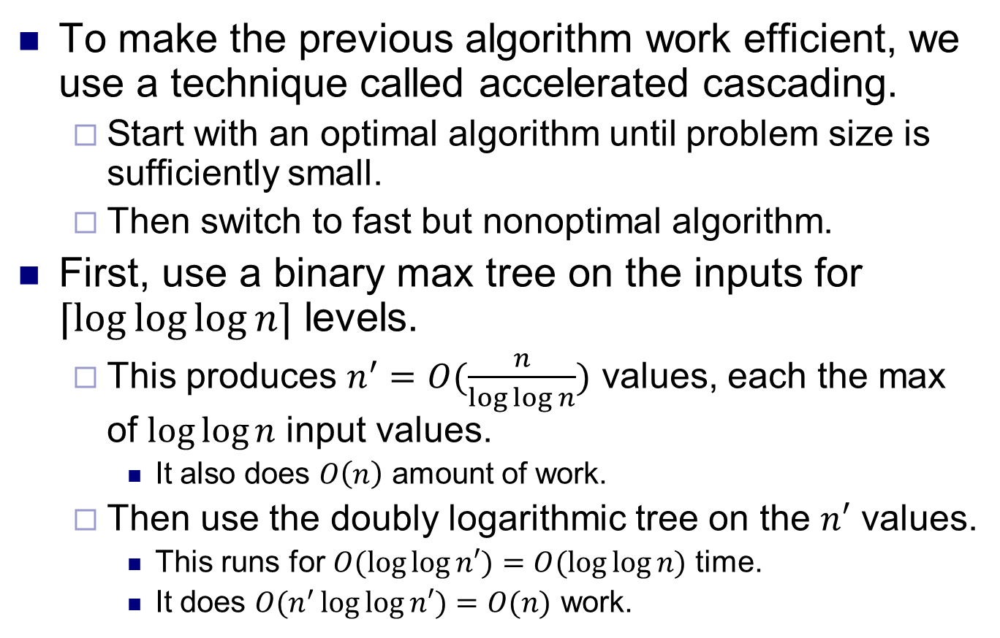 To make the previous algorithm work efficient, we
use a technique called accelerated cascading.
Start with an optimal algorithm until problem size is
sufficiently small.
Then switch to fast but nonoptimal algorithm.
First, use a binary max tree on the inputs for
⌈log log log n⌉ levels.
This produces n′ = O(n / log log n) values, each the max
of log log n input values.
It also does O(n) amount of work.
Then use the doubly logarithmic tree on the n′ values.
This runs for O(log log n′) = O(log log n) time.
It does O(n′ log log n′) = O(n) work.